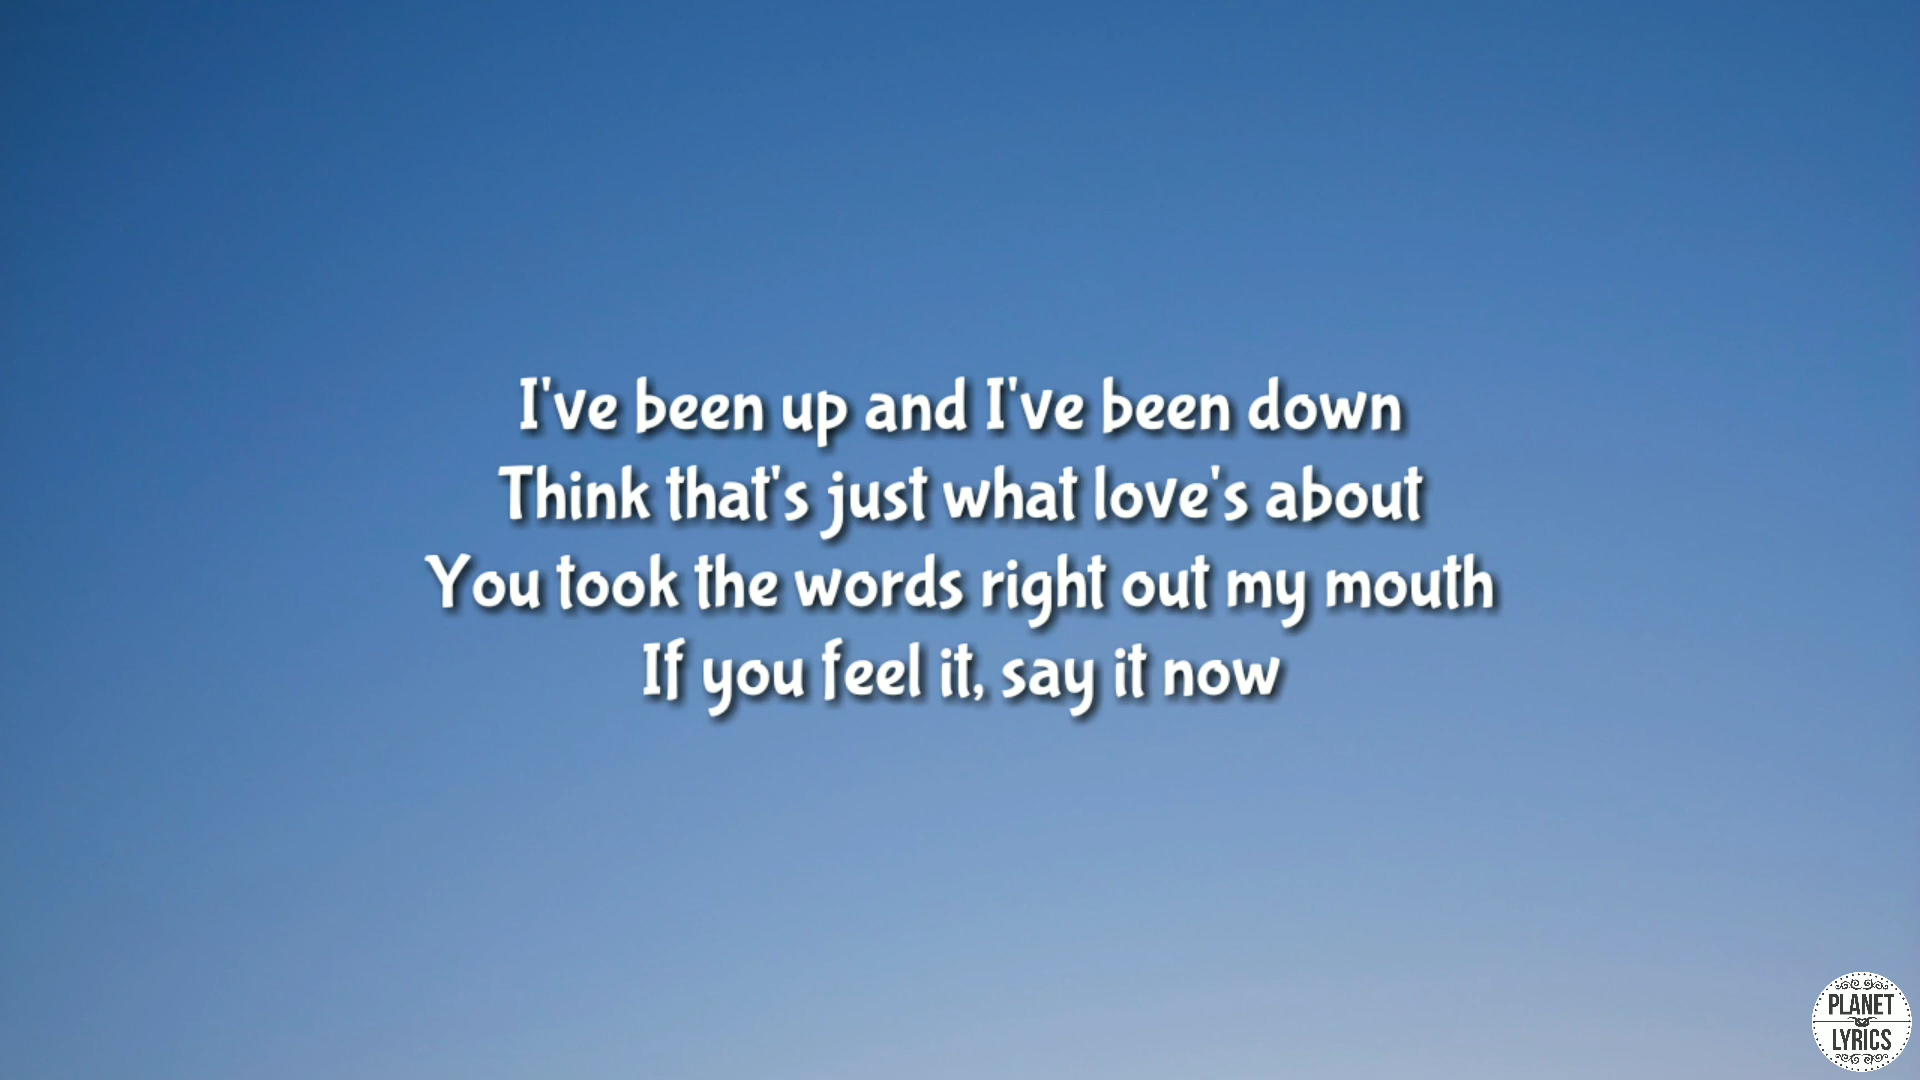 I've been up and I've been down
Think that's just what love's about
You took the words right out my mouth
If you feel it, say it now
PLANET
LYRICS